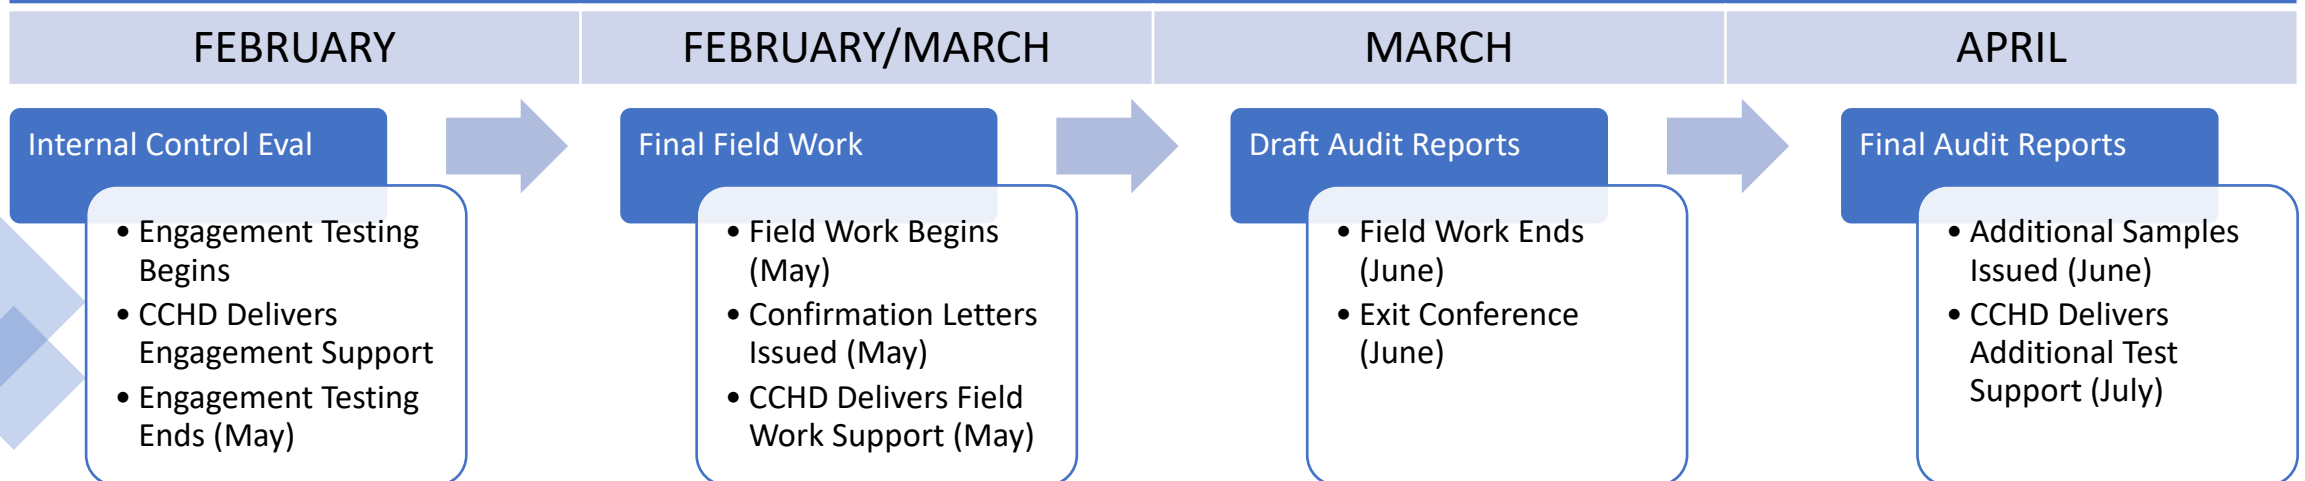 FEBRUARY
FEBRUARY/MARCH
MARCH
APRIL
Internal Control Eval
• Engagement Testing
Begins
• CCHD Delivers
Engagement Support
• Engagement Testing
Ends (May)
Final Field Work
• Field Work Begins
(May)
• Confirmation Letters
Issued (May)
• CCHD Delivers Field
Work Support (May)
Draft Audit Reports
• Field Work Ends
(June)
• Exit Conference
(June)
Final Audit Reports
• Additional Samples
Issued (June)
• CCHD Delivers
Additional Test
Support (July)